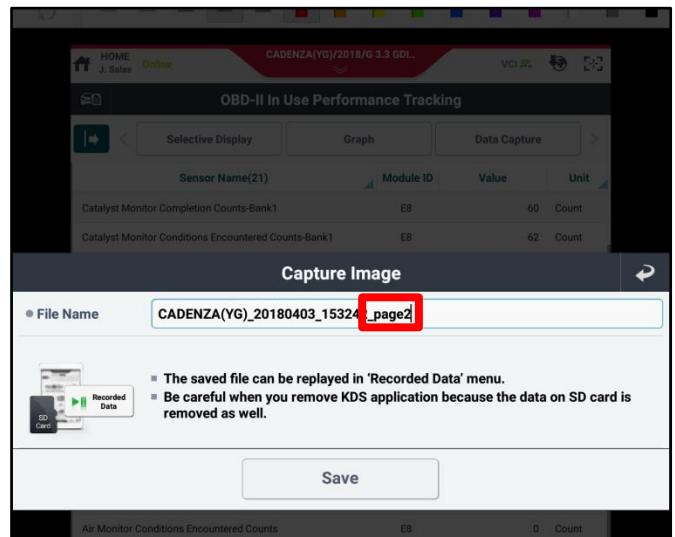 HOME
J. Salas
Online
CADENZA(YG)/2018/G 3.3 GDI..
VCI
OBD-II In Use Performance Tracking
Selective Display
Graph
Data Capture
Sensor Name(21) Module ID Value Unit
Catalyst Monitor Completion Counts-Bank1 E8 60 Count
Catalyst Monitor Conditions Encountered Counts-Bank1 E8 62 Count
Capture Image
File Name
CADENZA(YG)_20180403_15324 _page2
SD Card
Recorded Data
The saved file can be replayed in ‘Recorded Data’ menu.
Be careful when you remove KDS application because the data on SD card is
removed as well.
Save
Air Monitor Conditions Encountered Counts E8 0 Count